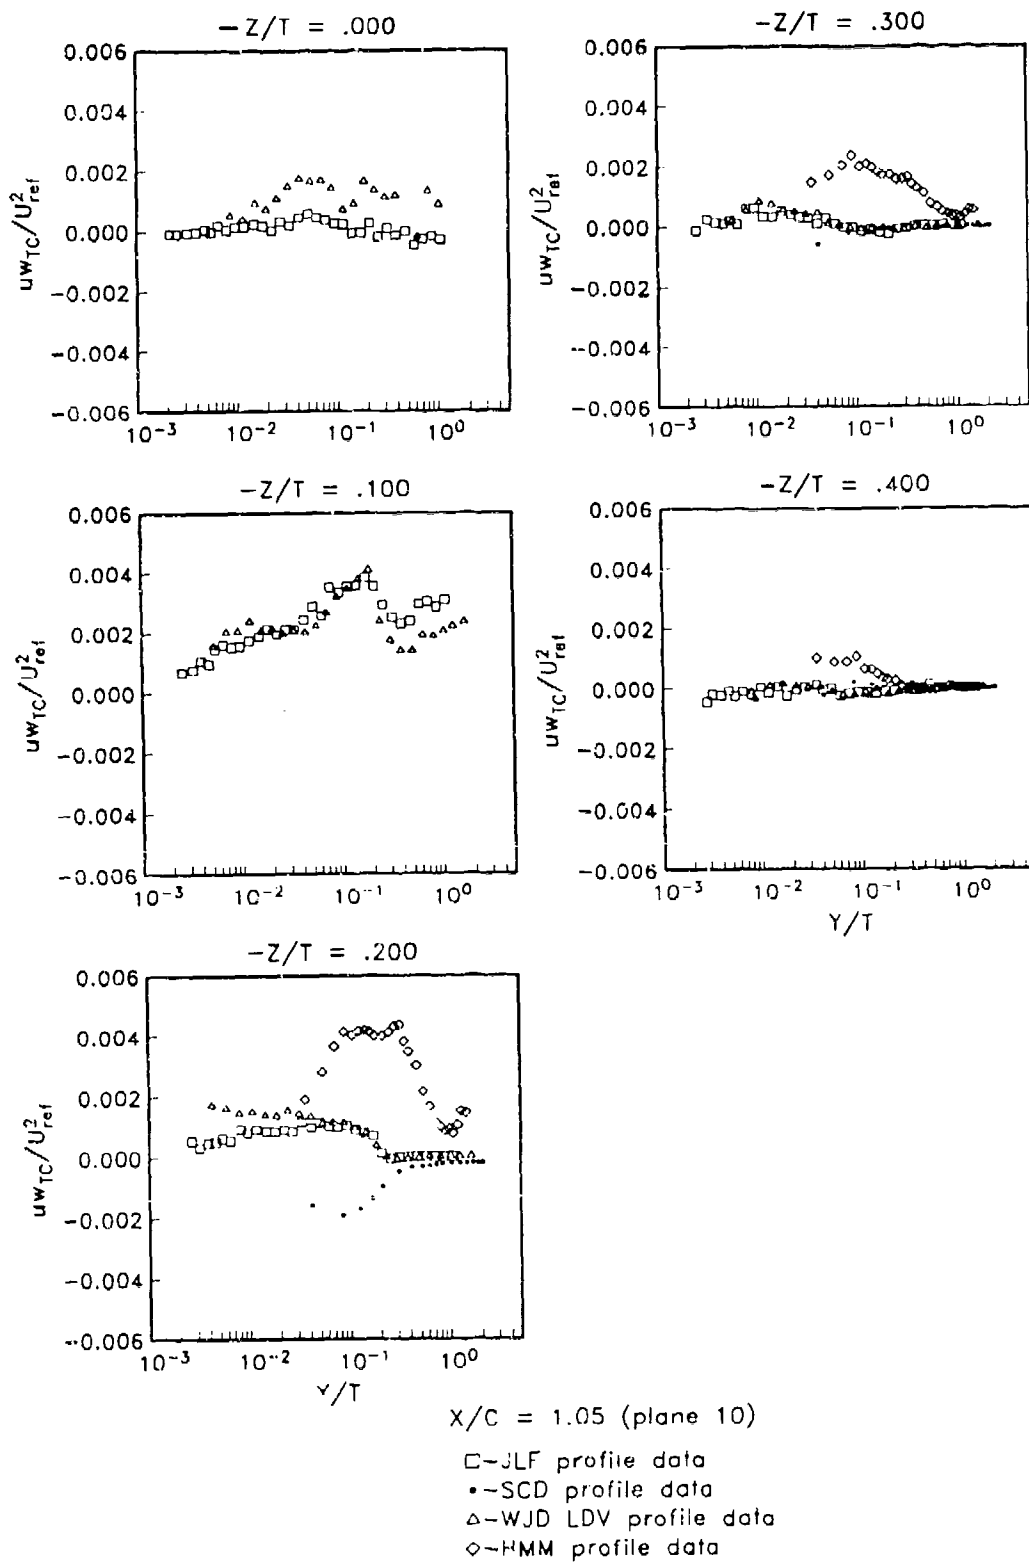 −Z/T = .000
0.006
0.004
0.002
0.000
−0.002
−0.004
−0.006
uw_TC/U²_ref
10⁻³ 10⁻² 10⁻¹ 10⁰
−Z/T = .100
0.006
0.004
0.002
0.000
−0.002
−0.004
−0.006
uw_TC/U²_ref
10⁻³ 10⁻² 10⁻¹ 10⁰
−Z/T = .200
0.006
0.004
0.002
0.000
−0.002
−0.004
−0.006
uw_TC/U²_ref
10⁻³ 10⁻² 10⁻¹ 10⁰
Y/T
−Z/T = .300
0.006
0.004
0.002
0.000
−0.002
−0.004
−0.006
uw_TC/U²_ref
10⁻³ 10⁻² 10⁻¹ 10⁰
−Z/T = .400
0.006
0.004
0.002
0.000
−0.002
−0.004
−0.006
uw_TC/U²_ref
10⁻³ 10⁻² 10⁻¹ 10⁰
Y/T
X/C = 1.05 (plane 10)
□−JLF profile data
•−SCD profile data
△−WJD LDV profile data
◇−HMM profile data